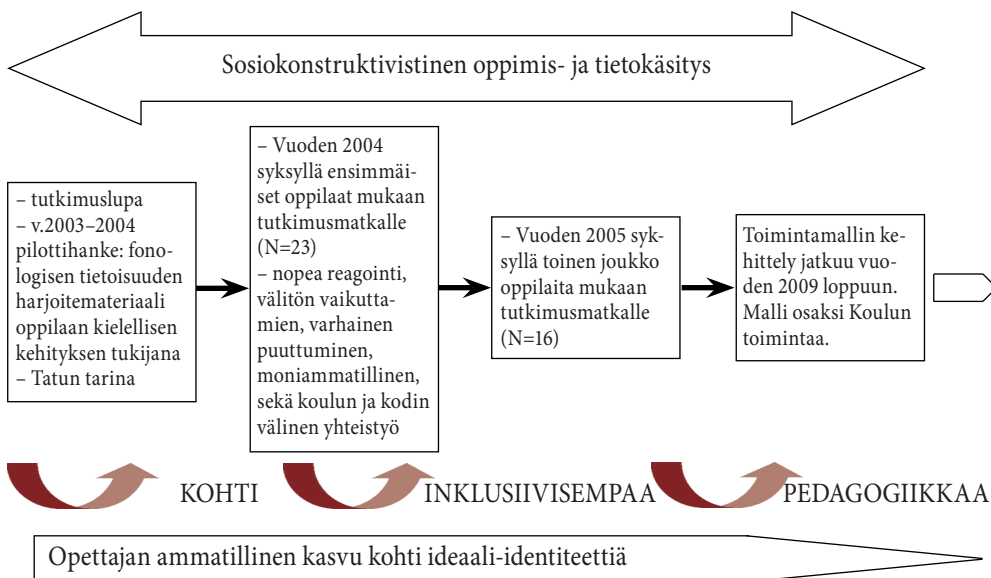 Sosiokonstruktivistinen oppimis- ja tietokäsitys
– tutkimuslupa
– v.2003–2004
pilottihanke: fono-
logisen tietoisuuden
harjoitemateriaali
oppilaan kielellisen
kehityksen tukijana
– Tatun tarina
– Vuoden 2004
syksyllä ensimmäi-
set oppilaat mukaan
tutkimusmatkalle
(N=23)
– nopea reagointi,
välitön vaikutta-
mien, varhainen
puuttuminen,
moniammatillinen,
sekä koulun ja kodin
välinen yhteistyö
– Vuoden 2005 syk-
syllä toinen joukko
oppilaita mukaan
tutkimusmatkalle
(N=16)
Toimintamallin ke-
hittely jatkuu vuo-
den 2009 loppuun.
Malli osaksi Koulun
toimintaa.
KOHTI INKLUSIIVISEMPAA PEDAGOGIIKKAA
Opettajan ammatillinen kasvu kohti ideaali-identiteettiä